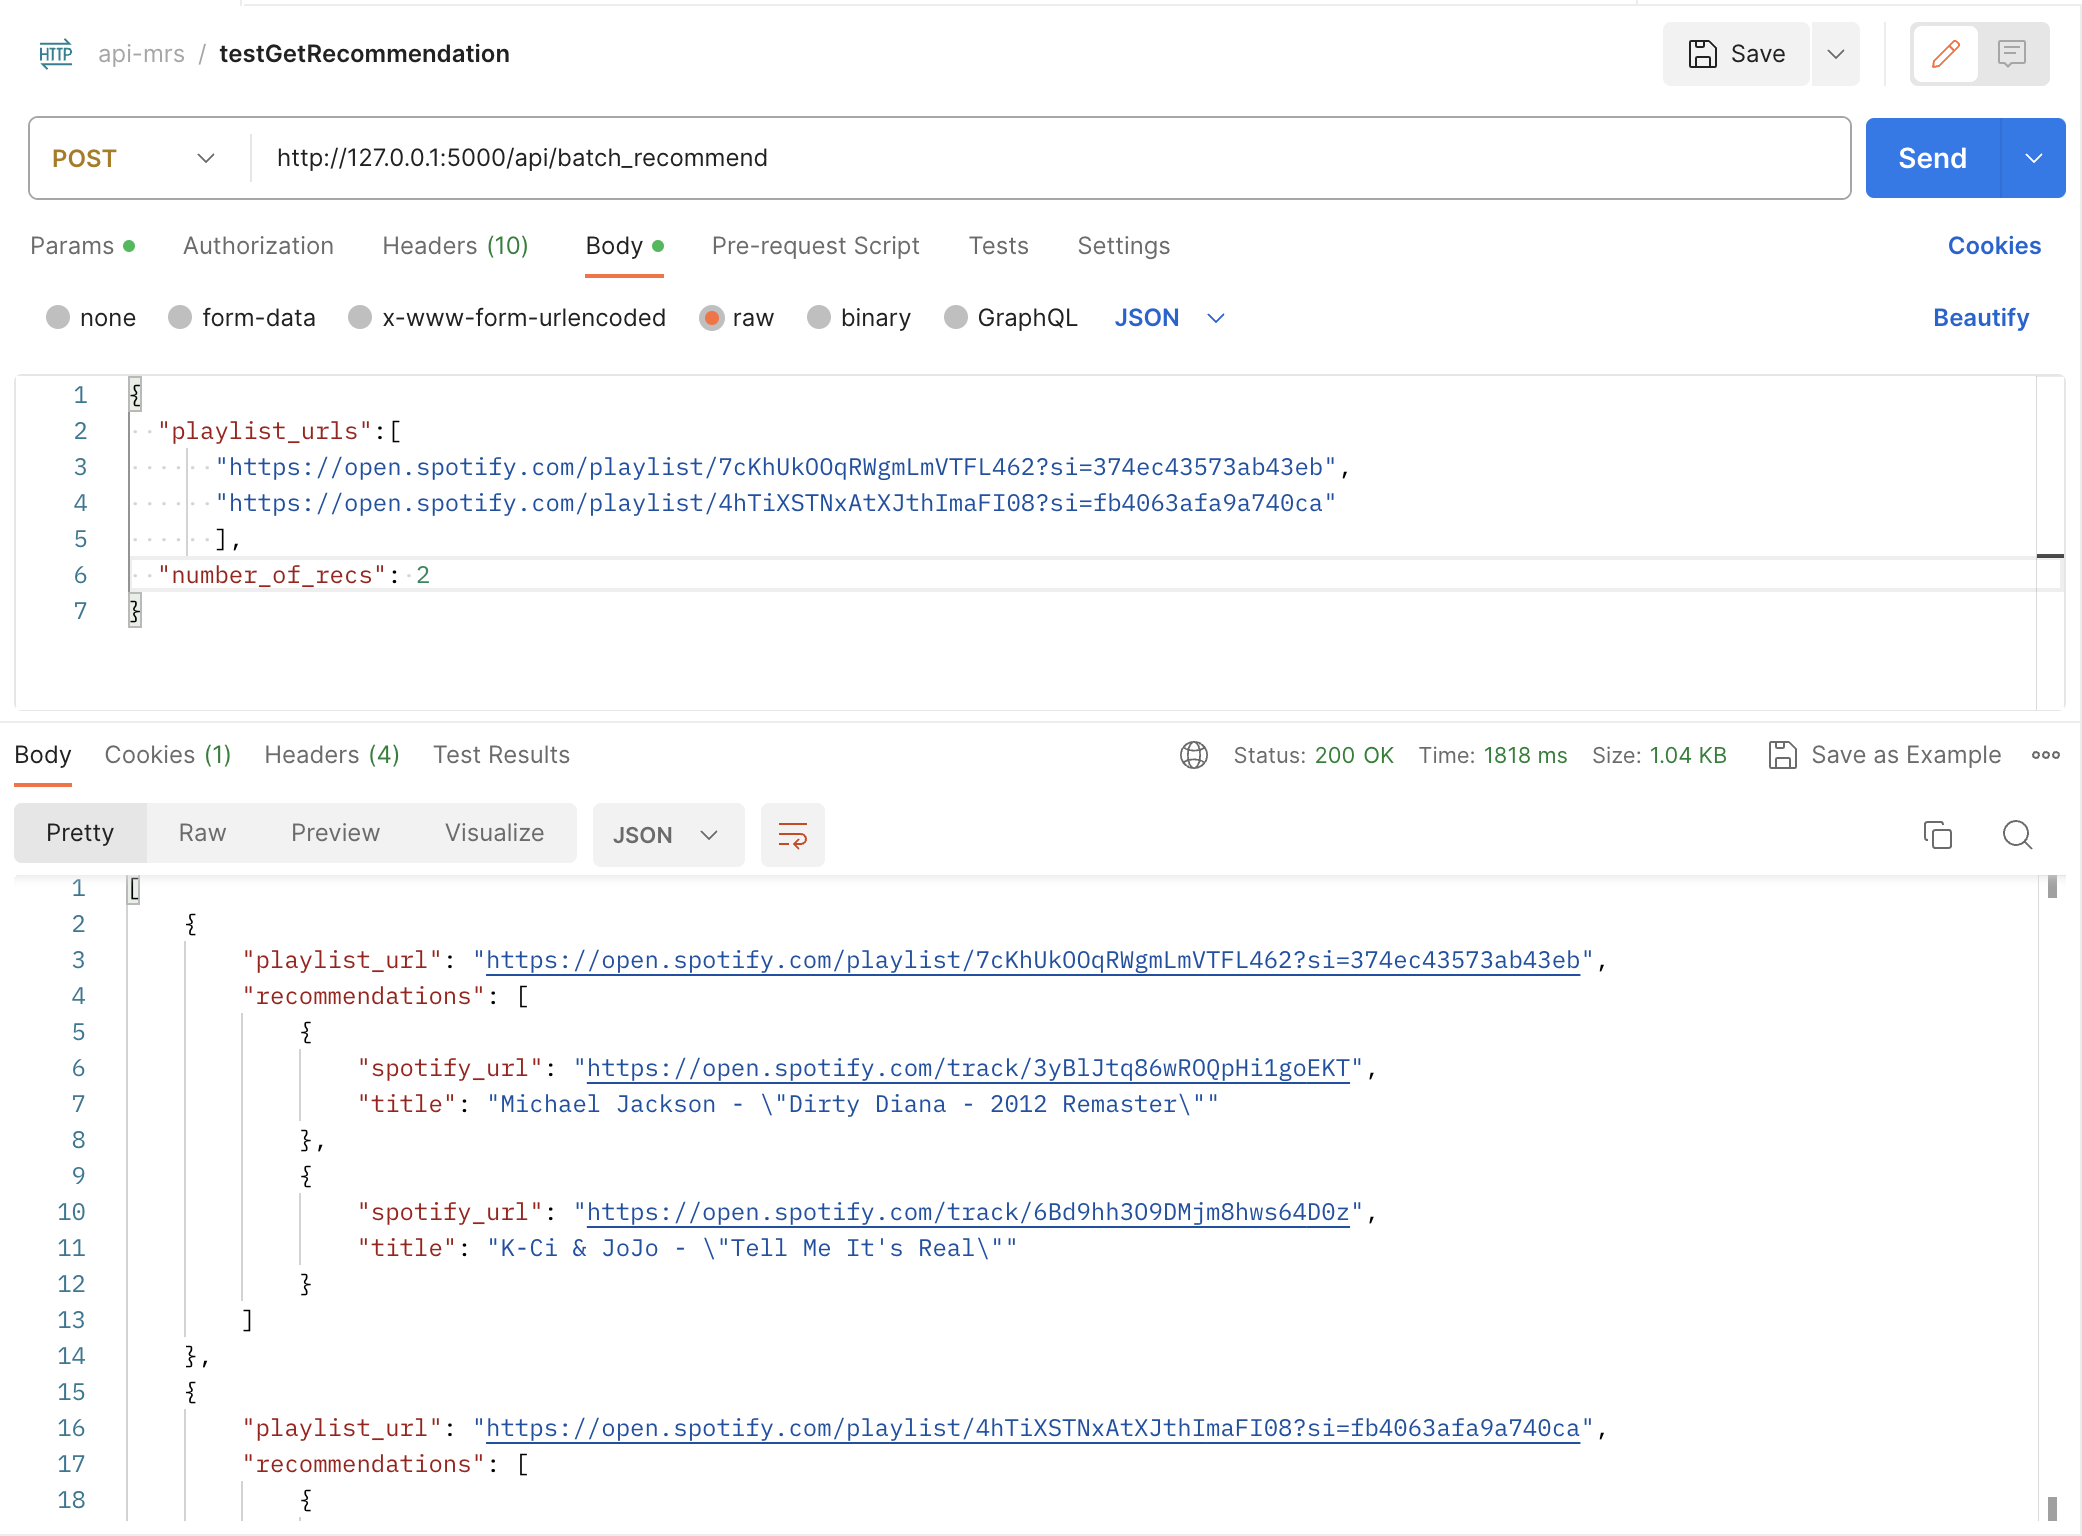 HTTP api-mrs / testGetRecommendation Save
POST http://127.0.0.1:5000/api/batch_recommend Send
Params Authorization Headers (10) Body Pre-request Script Tests Settings Cookies
none form-data x-www-form-urlencoded raw binary GraphQL JSON Beautify
1 {
2 "playlist_urls":[
3 "https://open.spotify.com/playlist/7cKhUkOOqRWgmLmVTFL462?si=374ec43573ab43eb",
4 "https://open.spotify.com/playlist/4hTiXSTNxAtXJthImaFI08?si=fb4063afa9a740ca"
5 ],
6 "number_of_recs": 2
7 }
Body Cookies (1) Headers (4) Test Results Status: 200 OK Time: 1818 ms Size: 1.04 KB Save as Example
Pretty Raw Preview Visualize JSON
1 [
2 {
3 "playlist_url": "https://open.spotify.com/playlist/7cKhUkOOqRWgmLmVTFL462?si=374ec43573ab43eb",
4 "recommendations": [
5 {
6 "spotify_url": "https://open.spotify.com/track/3yBlJtq86wROQpHi1goEKT",
7 "title": "Michael Jackson - \"Dirty Diana - 2012 Remaster\""
8 },
9 {
10 "spotify_url": "https://open.spotify.com/track/6Bd9hh3O9DMjm8hws64D0z",
11 "title": "K-Ci & JoJo - \"Tell Me It's Real\""
12 }
13 ]
14 },
15 {
16 "playlist_url": "https://open.spotify.com/playlist/4hTiXSTNxAtXJthImaFI08?si=fb4063afa9a740ca",
17 "recommendations": [
18 {